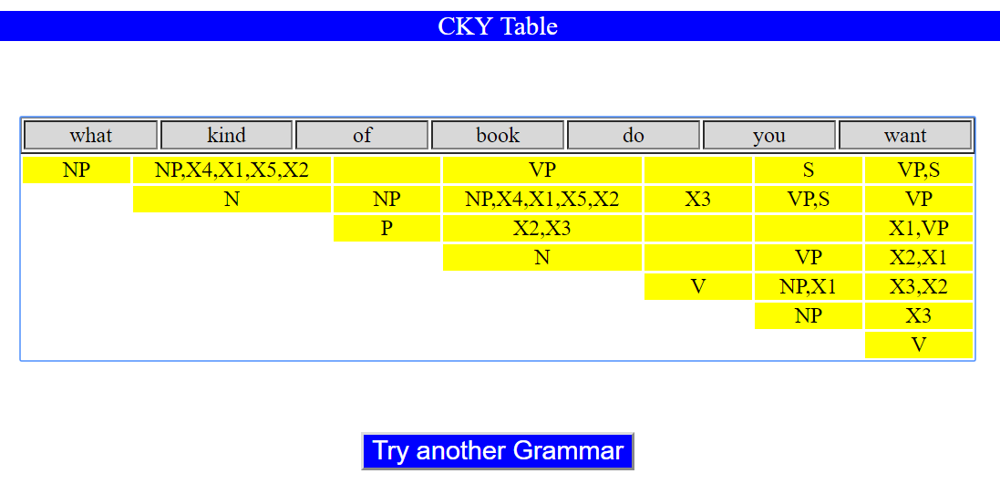 CKY Table
what kind of book do you want
NP NP,X4,X1,X5,X2 VP S VP,S
N NP NP,X4,X1,X5,X2 X3 VP,S VP
P X2,X3 X1,VP
N VP X2,X1
V NP,X1 X3,X2
NP X3
V
Try another Grammar